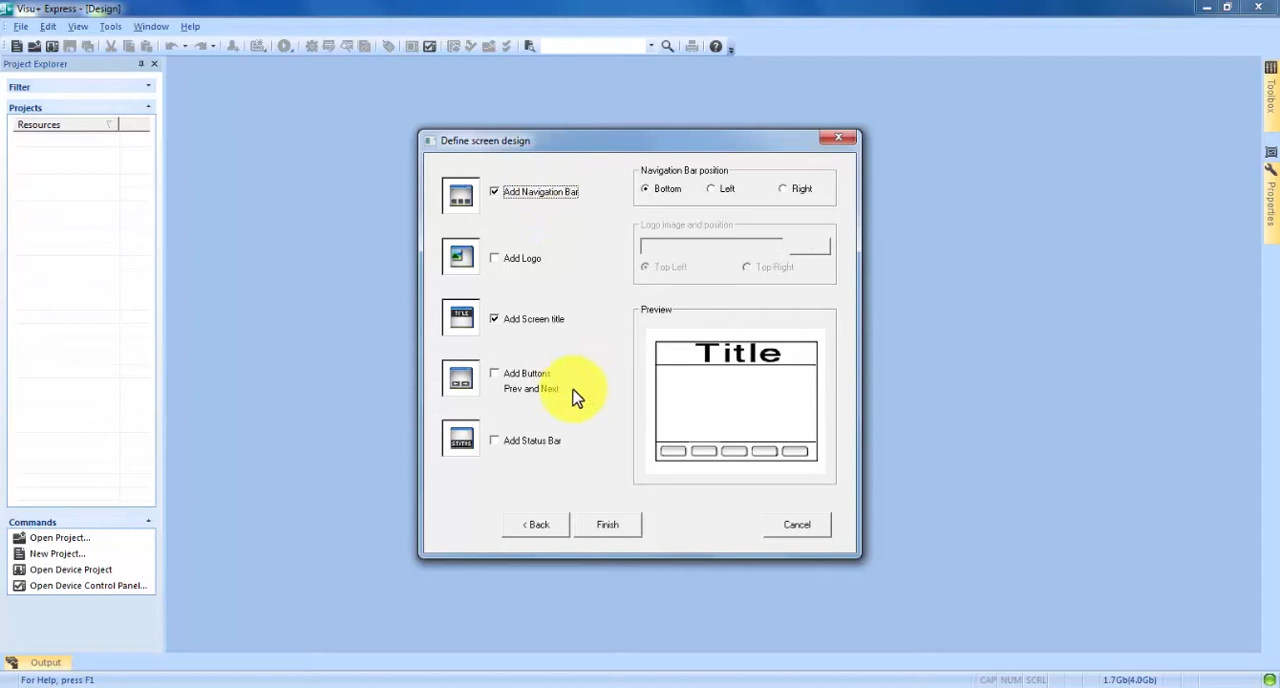 Visu+ Express - [Design]
File Edit View Tools Window Help
Project Explorer
Filter
Projects
Resources
Commands
Open Project...
New Project...
Open Device Project
Open Device Control Panel...
Define screen design
Add Navigation Bar
Add Logo
TITLE
Add Screen title
Add Buttons
Prev and Next
STATUS
Add Status Bar
Navigation Bar position
Bottom Left Right
Logo image and position
...
Top-Left Top-Right
Preview
Title
< Back Finish Cancel
Toolbox
Properties
Output
For Help, press F1
CAP NUM SCRL
1.7Gb(4.0Gb)